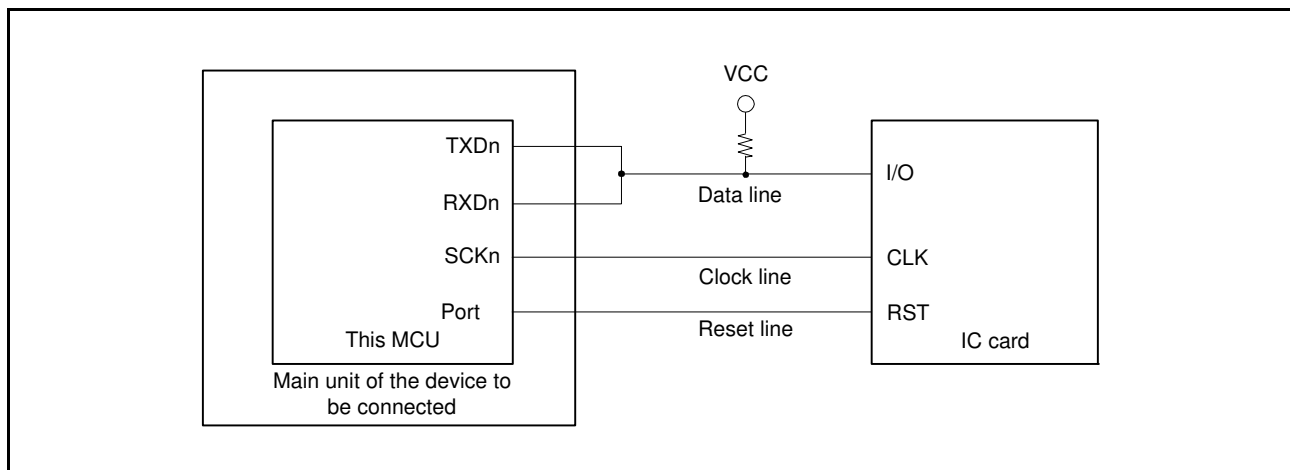 VCC
TXDn
RXDn
SCKn
Port
This MCU
Main unit of the device to
be connected
Data line
Clock line
Reset line
I/O
CLK
RST
IC card